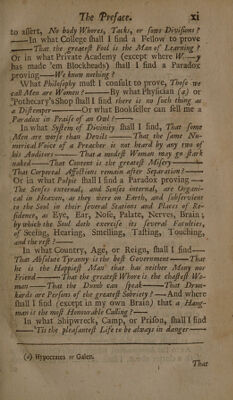 The Preface. xi
to assert, No body Whores, Tasks, or sins Divisions?
——In what College shall I find a Fellow to prove
——That the greatest Fool is the Man of Learning?
Or in what Private Academy (except where W.—y
has made 'em Blockheads) shall I find a Paradox
proving——We know nothing?
What Philosophy must I consult to prove, Those we
call Men are Women?——By what Physician (a) or
'Pothecary's Shop shall I find there is no such thing as
a Distemper——Or what Bookseller can sell me a
Paradox in Praise of an Owl?——
In what System of Divinity shall I find, That some
Men are worse than Devils——That the same Nu-
merical Voice of a Preacher is not heard by any two of
his Auditors——That a modest Woman may go stark
naked——That Content is the greatest Misery——
That Corporeal Affections remain after Separation?——
Or in what Pulpit shall I find a Paradox proving—
The Senses external, and Senses internal, are Organi-
cal in Heaven, as they were on Earth, and subservient
to the Soul in their several Stations and Places of Re-
sidence, as Eye, Ear, Nose, Palate, Nerves, Brain;
by which the Soul doth exercise its several Faculties,
of Seeing, Hearing, Smelling, Tasting, Touching,
and the rest?——
In what Country, Age, or Reign, shall I find——
That Absolute Tyranny is the best Government——That
he is the Happiest Man that has neither Mony nor
Friend——That the greatest Whore is the chastest Wo-
man——That the Dumb can speak——That Drun-
kards are Persons of the greatest Sobriety?——And where
shall I find (except in my own Brain) that a Hang-
man is the most Honourable Calling?——
In what Shipwreck, Camp, or Prison, shall I find
——'Tis the pleasantest Life to be always in danger——
(a) Hypocrates or Galen.
That